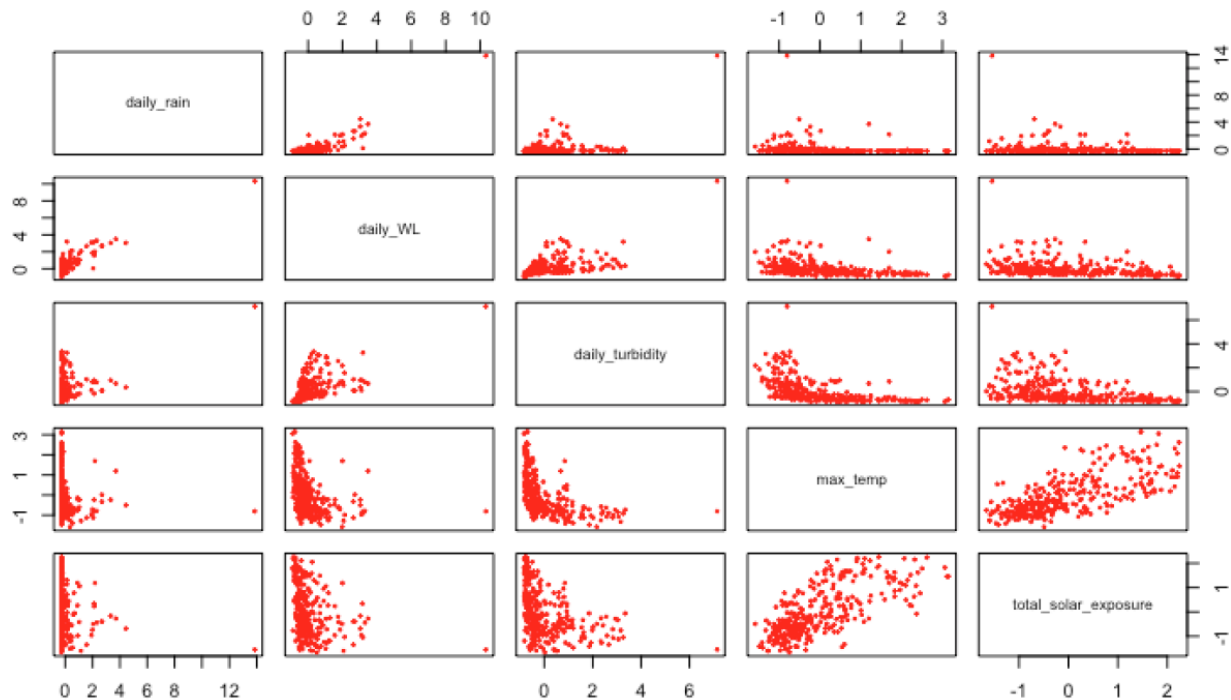 0 2 4 6 8 10
-1 0 1 2 3
daily_rain
0 4 8 14
0 4 8
daily_WL
daily_turbidity
0 4
-1 1 3
max_temp
total_solar_exposure
-1 1
0 2 4 6 8 12
0 2 4 6
-1 0 1 2